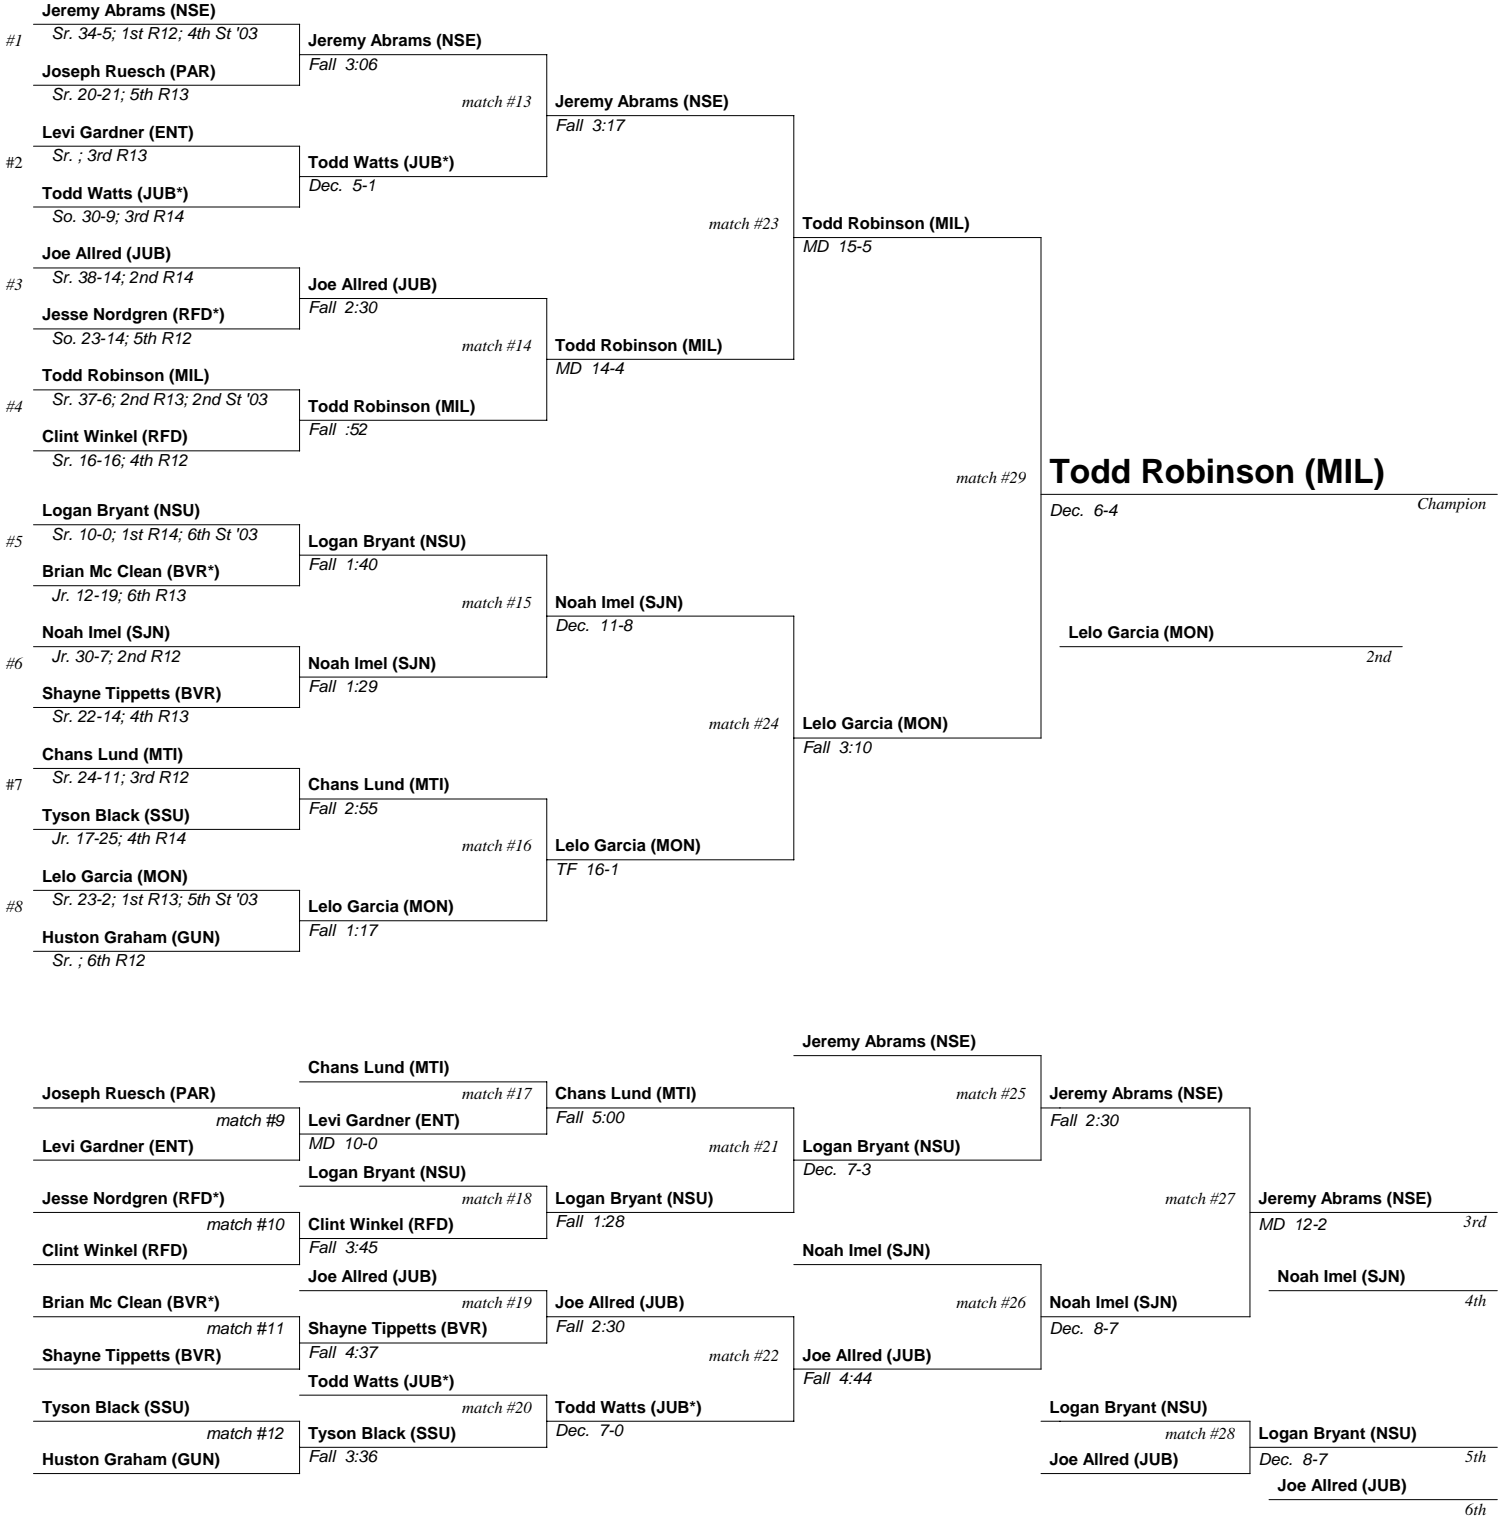 Jeremy Abrams (NSE)
#1 Sr. 34-5; 1st R12; 4th St '03
Jeremy Abrams (NSE)
Fall 3:06
Joseph Ruesch (PAR)
Sr. 20-21; 5th R13
match #13
Jeremy Abrams (NSE)
Fall 3:17
Levi Gardner (ENT)
#2 Sr. ; 3rd R13
Todd Watts (JUB*)
Dec. 5-1
Todd Watts (JUB*)
So. 30-9; 3rd R14
match #23
Todd Robinson (MIL)
MD 15-5
Joe Allred (JUB)
#3 Sr. 38-14; 2nd R14
Joe Allred (JUB)
Fall 2:30
Jesse Nordgren (RFD*)
So. 23-14; 5th R12
match #14
Todd Robinson (MIL)
MD 14-4
Todd Robinson (MIL)
#4 Sr. 37-6; 2nd R13; 2nd St '03
Todd Robinson (MIL)
Fall :52
Clint Winkel (RFD)
Sr. 16-16; 4th R12
match #29
Todd Robinson (MIL)
Dec. 6-4
Champion
Logan Bryant (NSU)
#5 Sr. 10-0; 1st R14; 6th St '03
Logan Bryant (NSU)
Fall 1:40
Brian Mc Clean (BVR*)
Jr. 12-19; 6th R13
match #15
Noah Imel (SJN)
Dec. 11-8
Lelo Garcia (MON)
2nd
Noah Imel (SJN)
#6 Jr. 30-7; 2nd R12
Noah Imel (SJN)
Fall 1:29
Shayne Tippetts (BVR)
Sr. 22-14; 4th R13
match #24
Lelo Garcia (MON)
Fall 3:10
Chans Lund (MTI)
#7 Sr. 24-11; 3rd R12
Chans Lund (MTI)
Fall 2:55
Tyson Black (SSU)
Jr. 17-25; 4th R14
match #16
Lelo Garcia (MON)
TF 16-1
Lelo Garcia (MON)
#8 Sr. 23-2; 1st R13; 5th St '03
Lelo Garcia (MON)
Fall 1:17
Huston Graham (GUN)
Sr. ; 6th R12
Jeremy Abrams (NSE)
Chans Lund (MTI)
Joseph Ruesch (PAR)
match #17
Chans Lund (MTI)
Fall 5:00
match #25
Jeremy Abrams (NSE)
Fall 2:30
match #9
Levi Gardner (ENT)
MD 10-0
Levi Gardner (ENT)
match #21
Logan Bryant (NSU)
Dec. 7-3
Logan Bryant (NSU)
Jesse Nordgren (RFD*)
match #18
Logan Bryant (NSU)
Fall 1:28
match #27
Jeremy Abrams (NSE)
MD 12-2
3rd
match #10
Clint Winkel (RFD)
Fall 3:45
Clint Winkel (RFD)
Noah Imel (SJN)
Joe Allred (JUB)
Noah Imel (SJN)
4th
Brian Mc Clean (BVR*)
match #19
Joe Allred (JUB)
Fall 2:30
match #26
Noah Imel (SJN)
Dec. 8-7
match #11
Shayne Tippetts (BVR)
Fall 4:37
Shayne Tippetts (BVR)
match #22
Joe Allred (JUB)
Fall 4:44
Todd Watts (JUB*)
Tyson Black (SSU)
match #20
Todd Watts (JUB*)
Dec. 7-0
Logan Bryant (NSU)
match #12
Tyson Black (SSU)
Fall 3:36
match #28
Logan Bryant (NSU)
Dec. 8-7
5th
Huston Graham (GUN)
Joe Allred (JUB)
Joe Allred (JUB)
6th